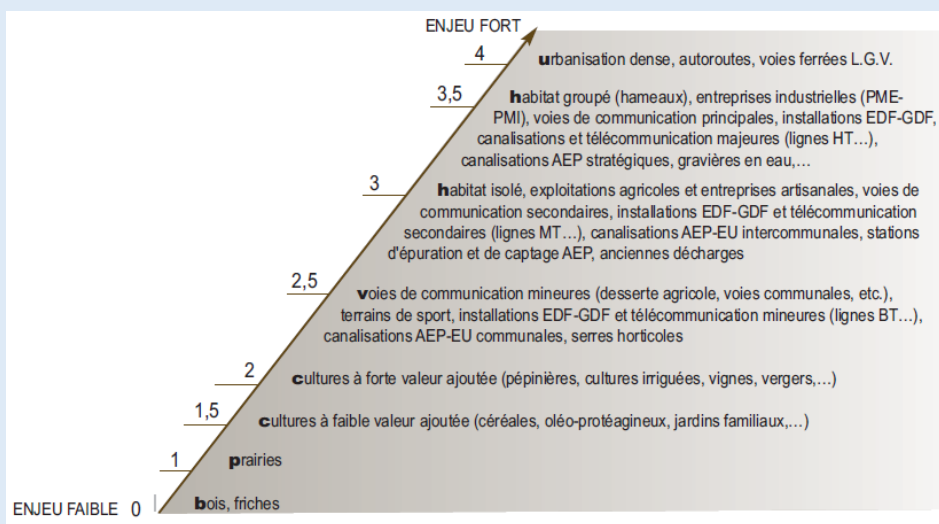 ENJEU FORT
4
urbanisation dense, autoroutes, voies ferrées L.G.V.
3,5
habitat groupé (hameaux), entreprises industrielles (PME-
PMI), voies de communication principales, installations EDF-GDF,
canalisations et télécommunication majeures (lignes HT...),
canalisations AEP stratégiques, gravières en eau,...
3
habitat isolé, exploitations agricoles et entreprises artisanales, voies de
communication secondaires, installations EDF-GDF et télécommunication
secondaires (lignes MT...), canalisations AEP-EU intercommunales, stations
d'épuration et de captage AEP, anciennes décharges
2,5
voies de communication mineures (desserte agricole, voies communales, etc.),
terrains de sport, installations EDF-GDF et télécommunication mineures (lignes BT...),
canalisations AEP-EU communales, serres horticoles
2
cultures à forte valeur ajoutée (pépinières, cultures irriguées, vignes, vergers,...)
1,5
cultures à faible valeur ajoutée (céréales, oléo-protéagineux, jardins familiaux,...)
1
prairies
bois, friches
ENJEU FAIBLE 0